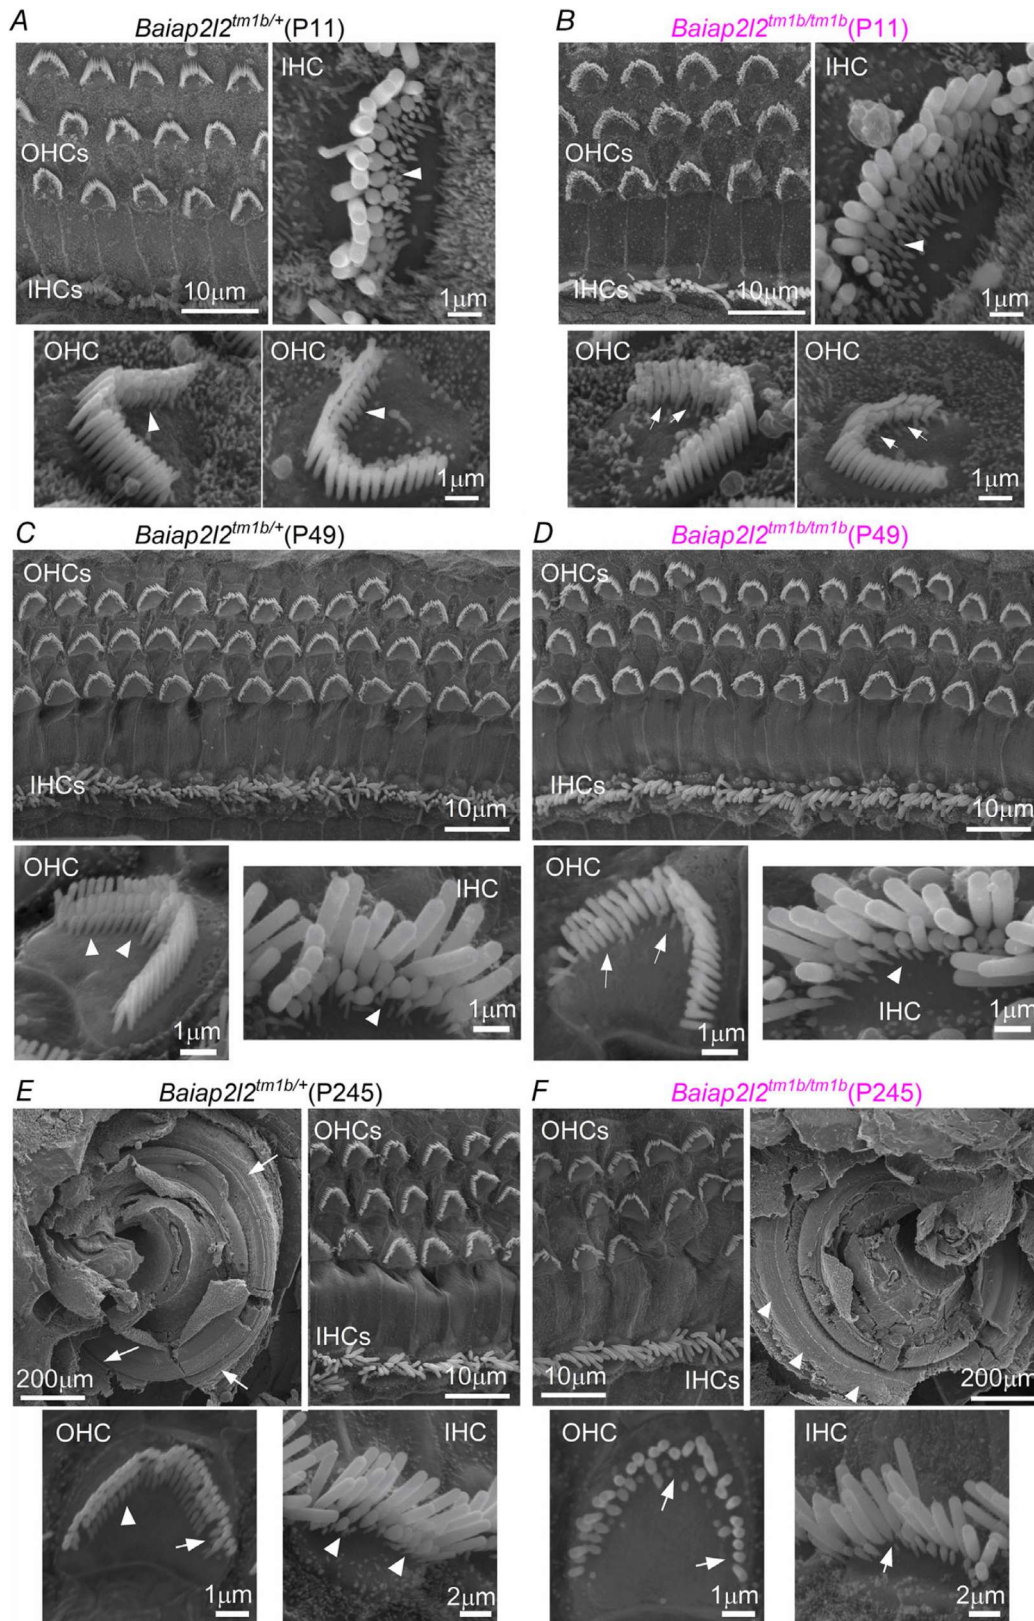 A
Baiap2l2tm1b/+(P11)
IHC
OHCs
IHCs
10μm
1μm
OHC
OHC
1μm
B
Baiap2l2tm1b/tm1b(P11)
IHC
OHCs
IHCs
10μm
1μm
OHC
OHC
1μm
C
Baiap2l2tm1b/+(P49)
OHCs
IHCs
10μm
OHC
1μm
IHC
1μm
D
Baiap2l2tm1b/tm1b(P49)
OHCs
IHCs
10μm
OHC
1μm
IHC
1μm
E
Baiap2l2tm1b/+(P245)
200μm
OHCs
IHCs
10μm
OHC
1μm
IHC
2μm
F
Baiap2l2tm1b/tm1b(P245)
OHCs
10μm
IHCs
200μm
OHC
1μm
IHC
2μm